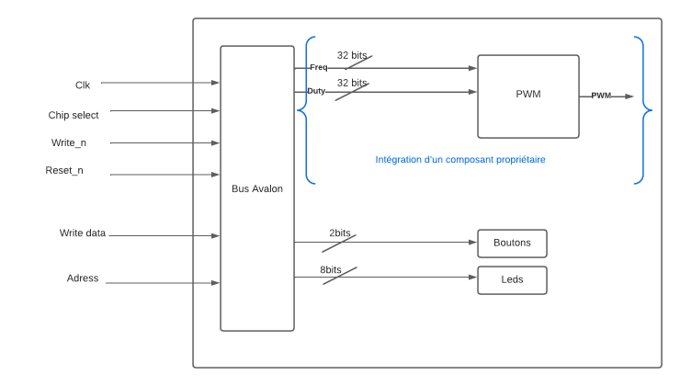 Clk
Chip select
Write_n
Reset_n
Write data
Adress
Bus Avalon
32 bits
Freq
32 bits
Duty
PWM
PWM
Intégration d'un composant propriétaire
2bits
Boutons
8bits
Leds